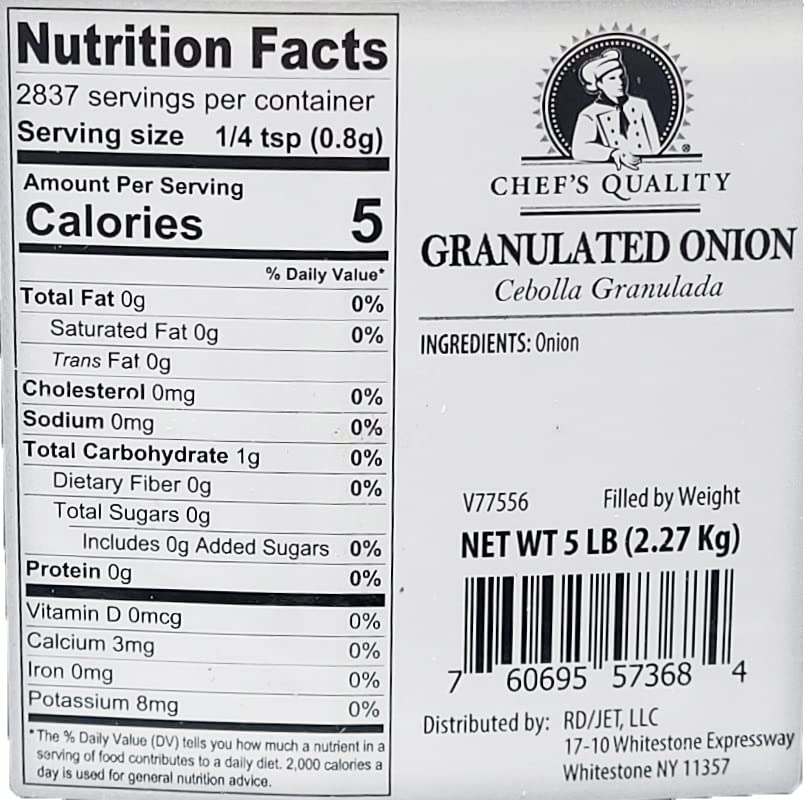 Nutrition Facts
2837 servings per container
Serving size 1/4 tsp (0.8g)
Amount Per Serving
Calories 5
% Daily Value*
Total Fat 0g 0%
Saturated Fat 0g 0%
Trans Fat 0g
Cholesterol 0mg 0%
Sodium 0mg 0%
Total Carbohydrate 1g 0%
Dietary Fiber 0g 0%
Total Sugars 0g
Includes 0g Added Sugars 0%
Protein 0g 0%
Vitamin D 0mcg 0%
Calcium 3mg 0%
Iron 0mg 0%
Potassium 8mg 0%
*The % Daily Value (DV) tells you how much a nutrient in a
serving of food contributes to a daily diet. 2,000 calories a
day is used for general nutrition advice.
®
CHEF'S QUALITY
GRANULATED ONION
Cebolla Granulada
INGREDIENTS: Onion
V77556 Filled by Weight
NET WT 5 LB (2.27 Kg)
7 60695 57368 4
Distributed by: RD/JET, LLC
17-10 Whitestone Expressway
Whitestone NY 11357